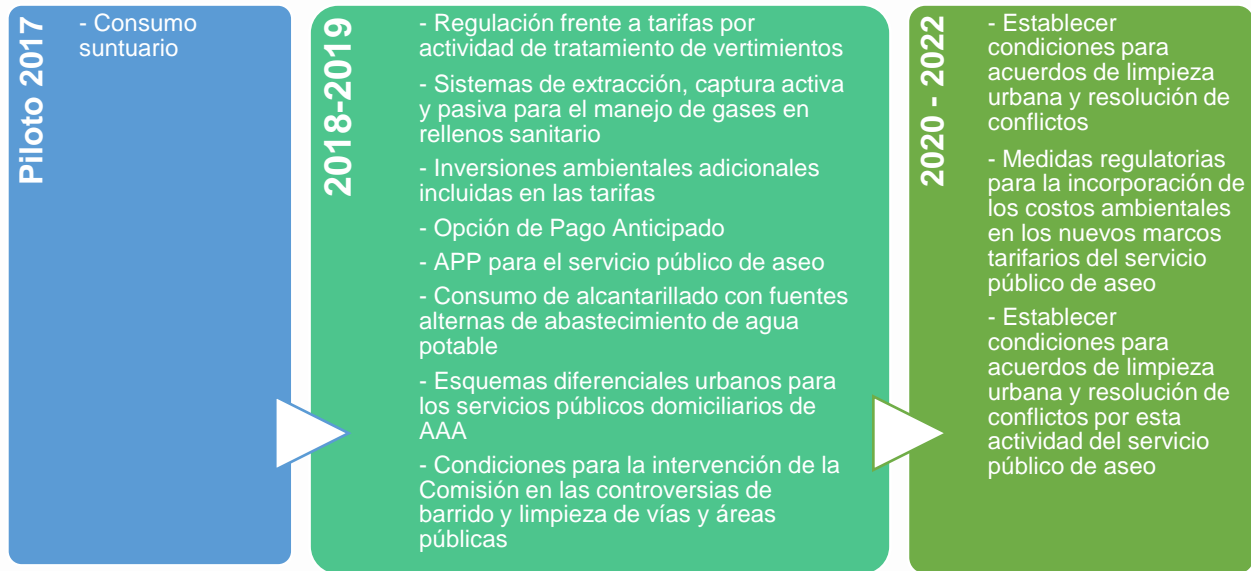 Piloto 2017
- Consumo
suntuario
2018-2019
- Regulación frente a tarifas por
actividad de tratamiento de vertimientos
- Sistemas de extracción, captura activa
y pasiva para el manejo de gases en
rellenos sanitario
- Inversiones ambientales adicionales
incluidas en las tarifas
- Opción de Pago Anticipado
- APP para el servicio público de aseo
- Consumo de alcantarillado con fuentes
alternas de abastecimiento de agua
potable
- Esquemas diferenciales urbanos para
los servicios públicos domiciliarios de
AAA
- Condiciones para la intervención de la
Comisión en las controversias de
barrido y limpieza de vías y áreas
públicas
2020 - 2022
- Establecer
condiciones para
acuerdos de limpieza
urbana y resolución de
conflictos
- Medidas regulatorias
para la incorporación de
los costos ambientales
en los nuevos marcos
tarifarios del servicio
público de aseo
- Establecer
condiciones para
acuerdos de limpieza
urbana y resolución de
conflictos por esta
actividad del servicio
público de aseo